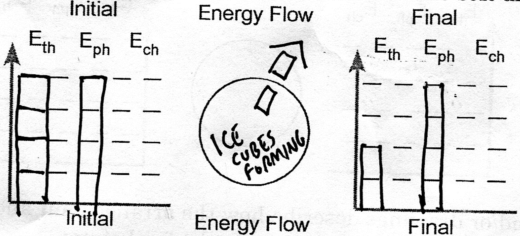 Initial
Energy Flow
Final
Eth Eph Ech
Eth Eph Ech
ICE
CUBES
FORMING
Initial
Energy Flow
Final